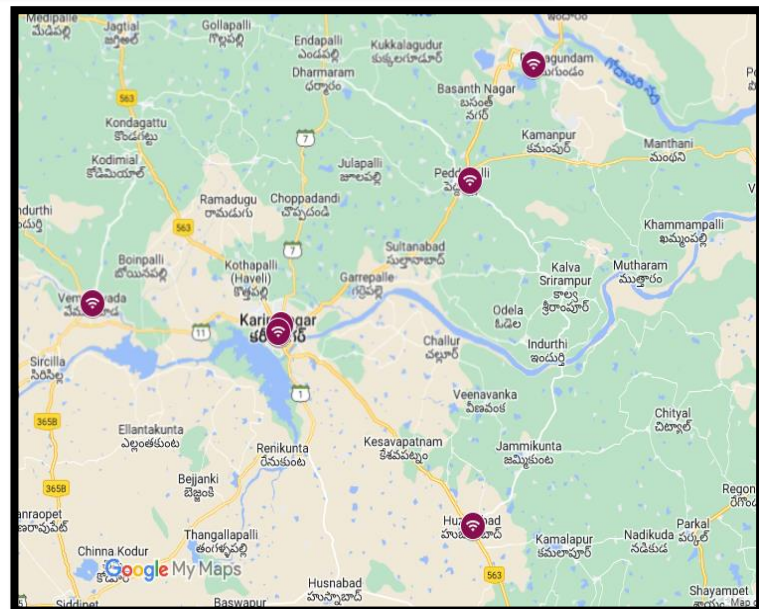 Medipalle
మేడిపల్లి
Jagtial
జగిత్యాల్
Gollapalli
గొల్లపల్లి
Endapalli
ఎండపల్లి
Kukkalagudur
కుక్కలగూడూర్
Dharmaram
ధర్మారం
Basanth Nagar
బసంత్
నగర్
563
Kondagattu
కొండగట్టు
7
Kamanpur
కమంపుర్
Manthani
మంథని
Kodimial
కోడిమియాల్
Julapalli
జూలపల్లి
Ramadugu
రామడుగు
Choppadandi
చొప్పదండి
563
7
Khammampalli
ఖమ్మంపల్లి
Boinpalli
బోయినపల్లి
Kothapalli
(Haveli)
కొత్తపల్లి
Sultanabad
సుల్తానాబాద్
Garrepalle
గర్రెపల్లి
Kalva
Srirampur
కాల్వ
శ్రీరాంపూర్
Mutharam
ముత్తారం
Odela
ఓడెల
11
Challur
చల్లూర్
Indurthi
ఇందుర్తి
Sircilla
సిరిసిల్ల
1
Veenavanka
వీణవంక
Chityal
చిట్యాల్
365B
Ellantakunta
ఎల్లంతకుంట
Renikunta
రేనుకుంట
Kesavapatnam
కేశవపట్నం
Jammikunta
జమ్మికుంట
Bejjanki
బెజ్జంకి
365B
Thangallapalli
తంగళ్ళపల్లి
Kamalapur
కమలాపూర్
Nadikuda
నడికుడ
Parkal
పర్కల్
Chinna Kodur
Google My Maps
Husnabad
హుస్నాబాద్
563
Siddipet
Baswapur
Shayampet